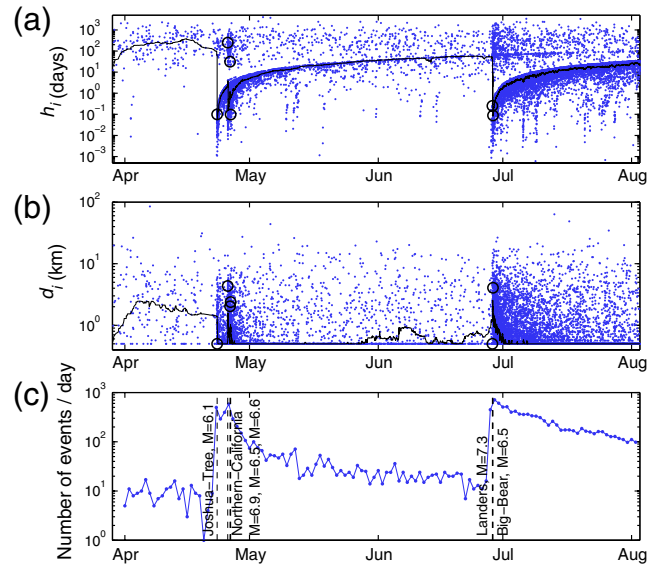 (a)
10^3
10^2
10^1
10^0
10^-1
10^-2
10^-3
h_i (days)
Apr May Jun Jul Aug
(b)
10^2
10^1
10^0
d_i (km)
Apr May Jun Jul Aug
(c)
10^3
10^2
10^1
10^0
Number of events / day
Joshua-Tree, M=6.1
Northern-California
M=6.9, M=6.5, M=6.6
Landers, M=7.3
Big-Bear, M=6.5
Apr May Jun Jul Aug